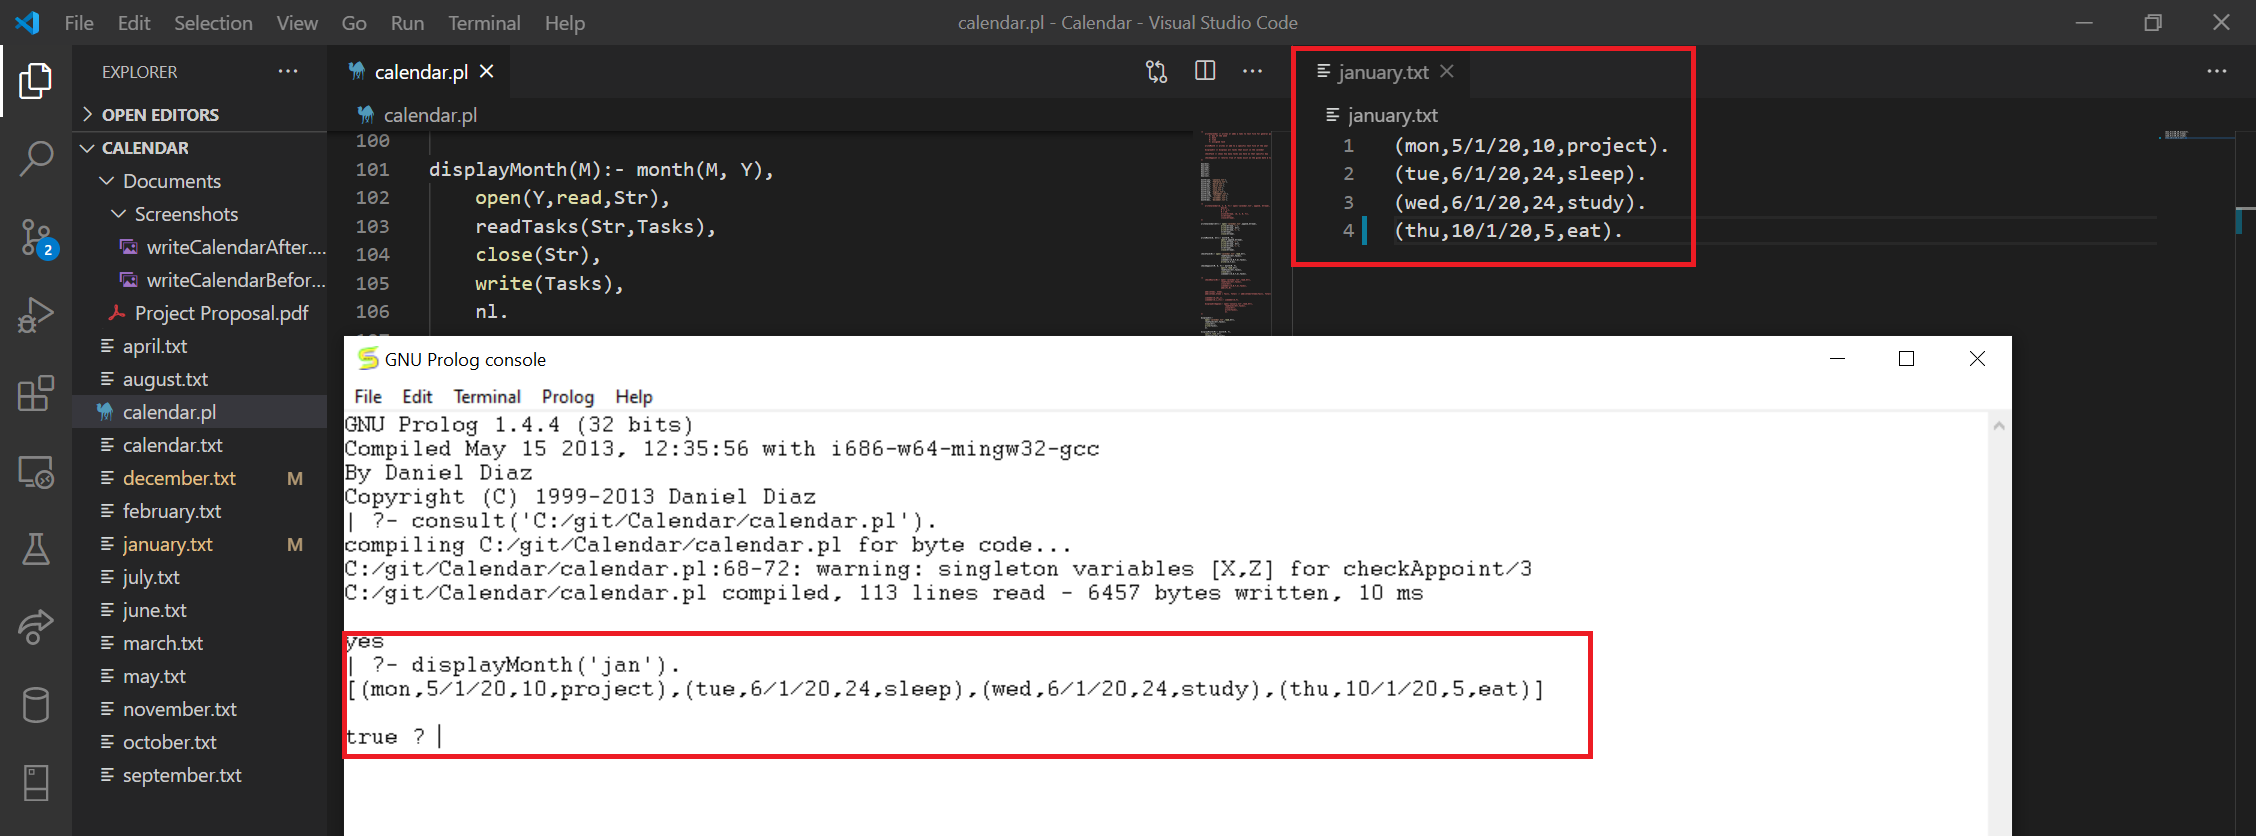 File Edit Selection View Go Run Terminal Help
calendar.pl - Calendar - Visual Studio Code
EXPLORER
OPEN EDITORS
CALENDAR
Documents
Screenshots
writeCalendarAfter....
writeCalendarBefor...
Project Proposal.pdf
april.txt
august.txt
calendar.pl
calendar.txt
december.txt M
february.txt
january.txt M
july.txt
june.txt
march.txt
may.txt
november.txt
october.txt
september.txt
2
calendar.pl
calendar.pl
100
101 displayMonth(M):- month(M, Y),
102 open(Y,read,Str),
103 readTasks(Str,Tasks),
104 close(Str),
105 write(Tasks),
106 nl.
january.txt
january.txt
1 (mon,5/1/20,10,project).
2 (tue,6/1/20,24,sleep).
3 (wed,6/1/20,24,study).
4 (thu,10/1/20,5,eat).
GNU Prolog console
File Edit Terminal Prolog Help
GNU Prolog 1.4.4 (32 bits)
Compiled May 15 2013, 12:35:56 with i686-w64-mingw32-gcc
By Daniel Diaz
Copyright (C) 1999-2013 Daniel Diaz
| ?- consult('C:/git/Calendar/calendar.pl').
compiling C:/git/Calendar/calendar.pl for byte code...
C:/git/Calendar/calendar.pl:68-72: warning: singleton variables [X,Z] for checkAppoint/3
C:/git/Calendar/calendar.pl compiled, 113 lines read - 6457 bytes written, 10 ms
yes
| ?- displayMonth('jan').
[(mon,5/1/20,10,project),(tue,6/1/20,24,sleep),(wed,6/1/20,24,study),(thu,10/1/20,5,eat)]
true ?